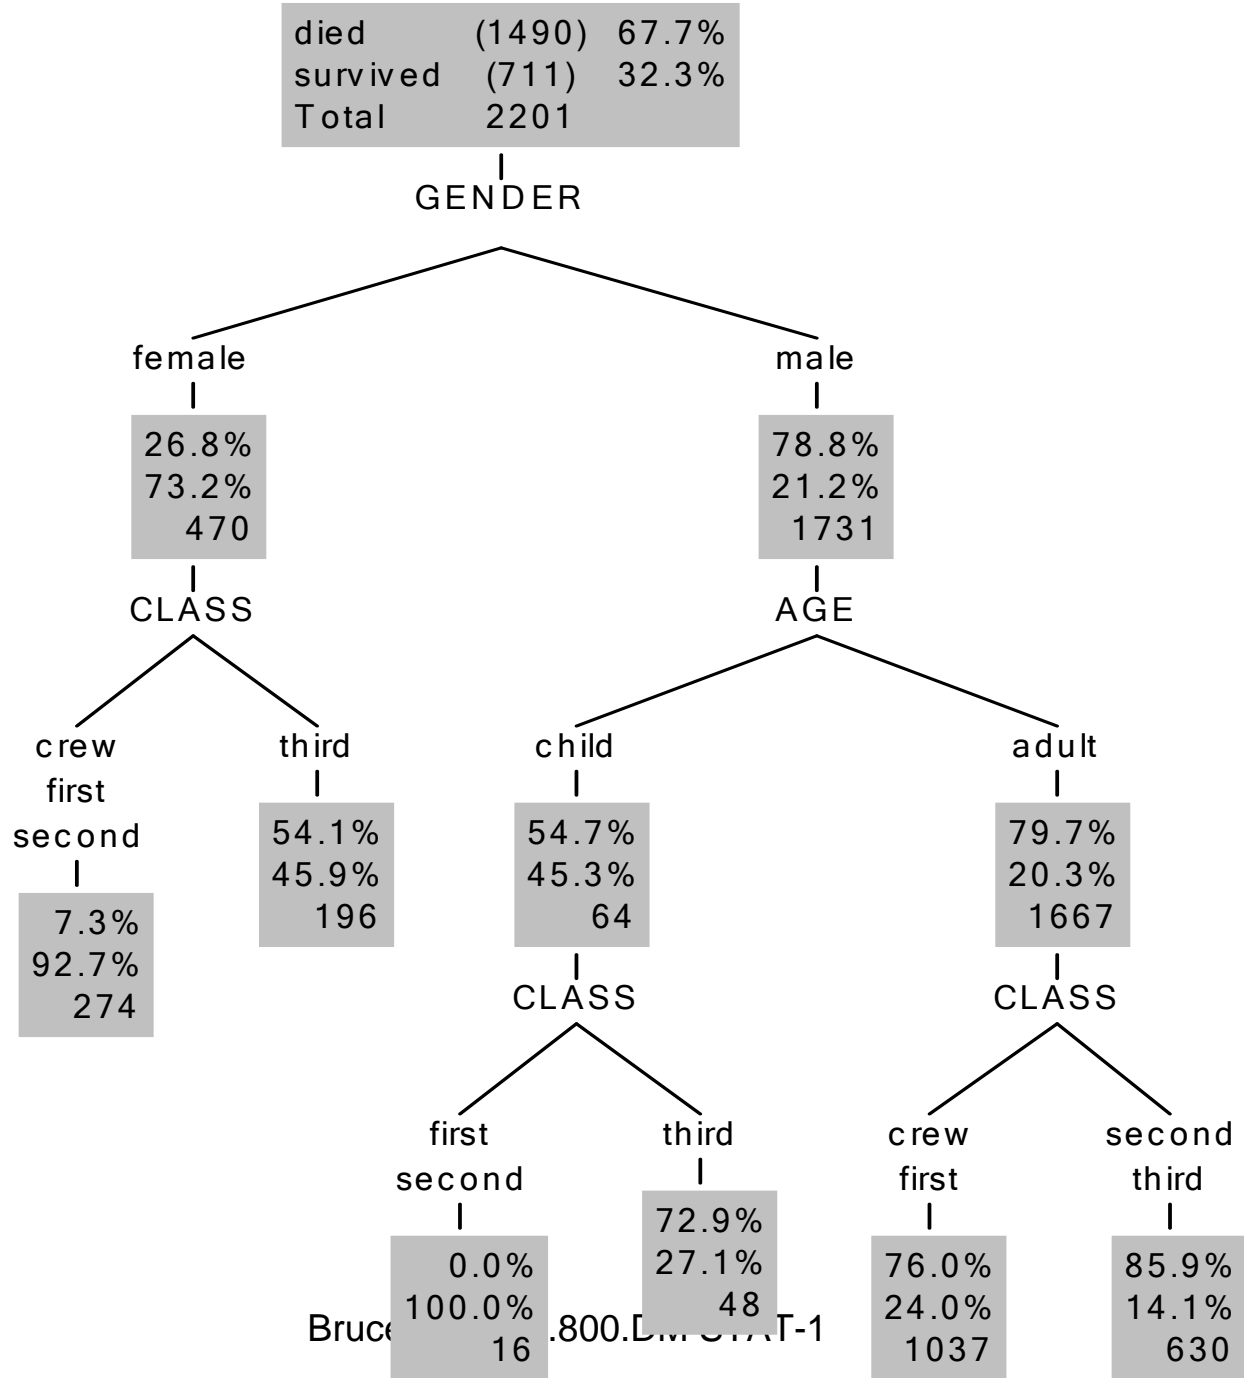 died (1490) 67.7%
survived (711) 32.3%
Total 2201
GENDER
female male
26.8% 78.8%
73.2% 21.2%
470 1731
CLASS AGE
crew third child adult
first
second
54.1% 54.7% 79.7%
45.9% 45.3% 20.3%
196 64 1667
7.3%
92.7%
274
CLASS CLASS
first third crew second
second first third
72.9%
27.1%
48
0.0% 76.0% 85.9%
100.0% 24.0% 14.1%
16 1037 630
Bruce .800. -1